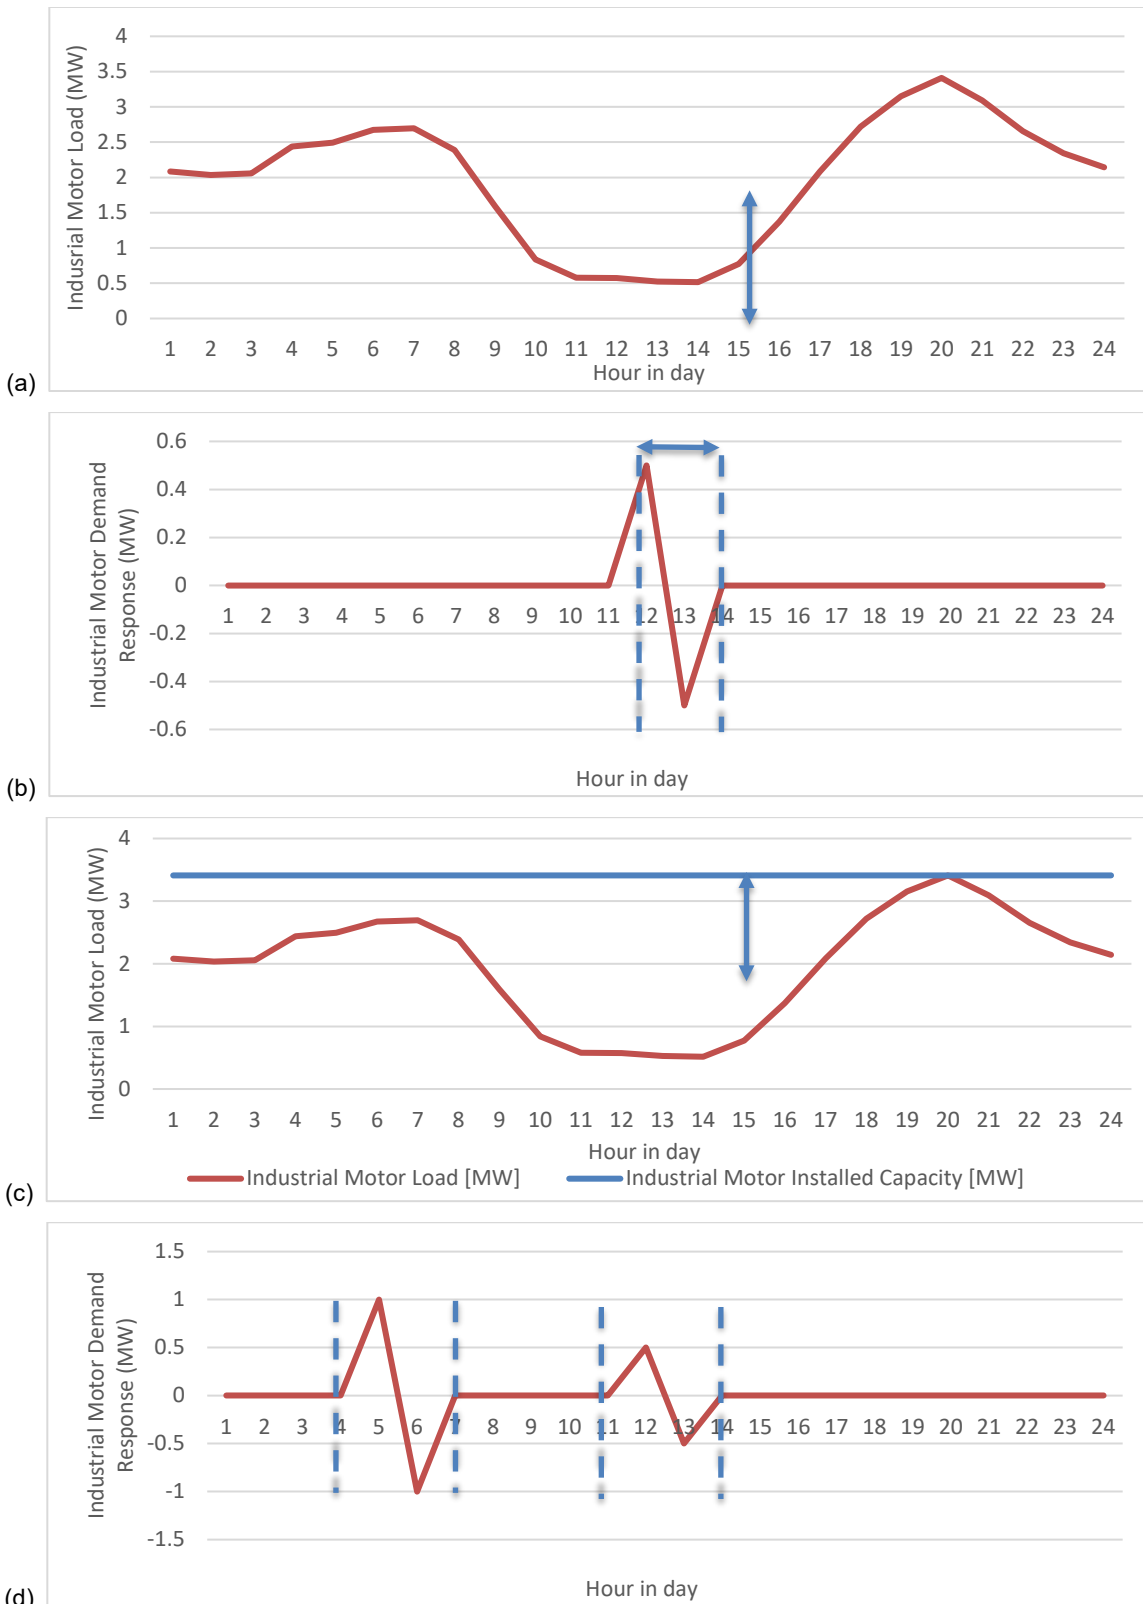 4
3.5
3
2.5
2
1.5
1
0.5
0
Indusrial Motor Load (MW)
1 2 3 4 5 6 7 8 9 10 11 12 13 14 15 16 17 18 19 20 21 22 23 24
Hour in day
(a)
0.6
0.4
0.2
0
-0.2
-0.4
-0.6
Industrial Motor Demand
Response (MW)
1 2 3 4 5 6 7 8 9 10 11 12 13 14 15 16 17 18 19 20 21 22 23 24
Hour in day
(b)
4
3
2
1
0
Industrial Motor Load (MW)
1 2 3 4 5 6 7 8 9 10 11 12 13 14 15 16 17 18 19 20 21 22 23 24
Hour in day
Industrial Motor Load [MW] Industrial Motor Installed Capacity [MW]
(c)
1.5
1
0.5
0
-0.5
-1
-1.5
Industrial Motor Demand
Response (MW)
1 2 3 4 5 6 7 8 9 10 11 12 13 14 15 16 17 18 19 20 21 22 23 24
Hour in day
(d)